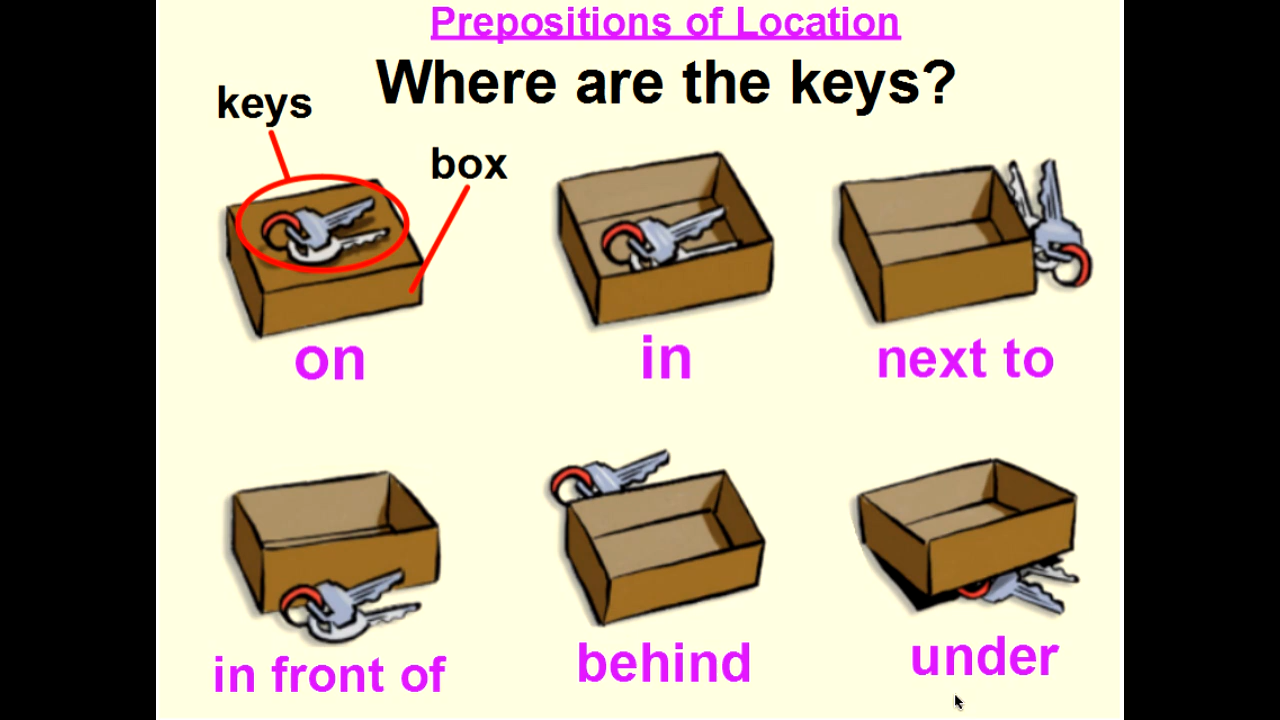 Prepositions of Location
Where are the keys?
keys
box
on
in
next to
in front of
behind
under